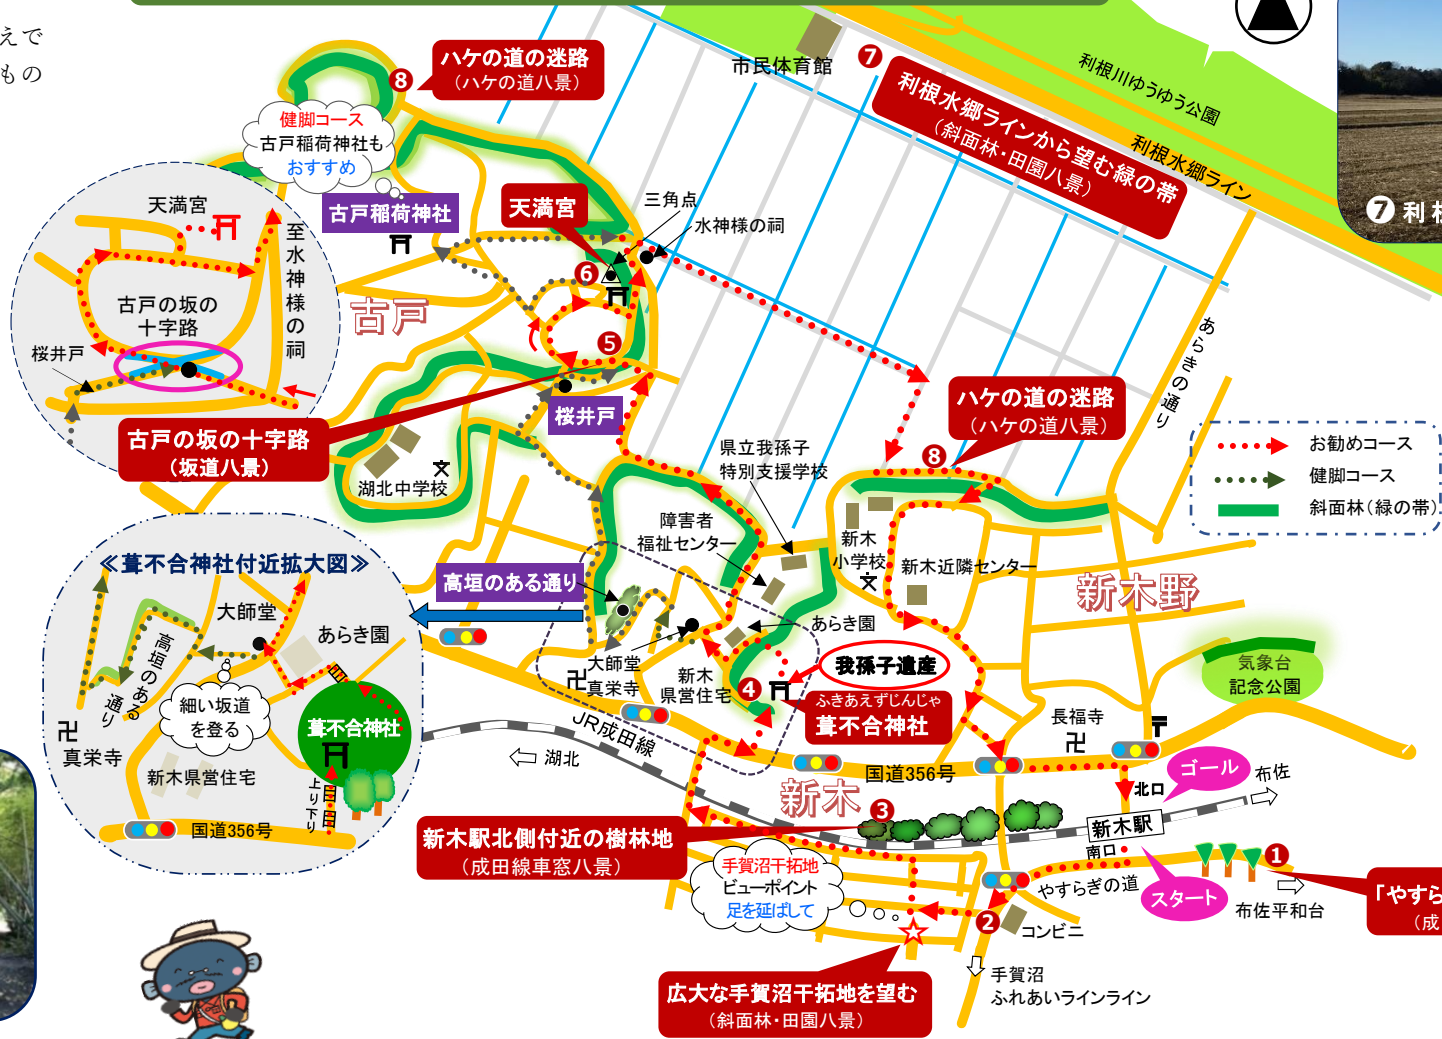 えで
もの
ハケの道の迷路
（ハケの道八景）
8
健脚コース
古戸稲荷神社も
おすすめ
古戸稲荷神社
天満宮
三角点
水神様の祠
6
5
市民体育館
7
利根水郷ラインから望む緑の帯
（斜面林・田園八景）
利根川ゆうゆう公園
利根水郷ライン
7 利根
天満宮
至水神様の祠
古戸の坂の
十字路
桜井戸
古戸
古戸の坂の十字路
（坂道八景）
桜井戸
湖北中学校
文
あらきの通り
ハケの道の迷路
（ハケの道八景）
8
お勧めコース
健脚コース
斜面林（緑の帯）
県立我孫子
特別支援学校
障害者
福祉センター
新木
小学校
文
新木近隣センター
新木野
≪葺不合神社付近拡大図≫
大師堂
あらき園
高垣のある
通り
細い坂道
を登る
卍
真栄寺
新木県営住宅
葺不合神社
上り下り
国道356号
高垣のある通り
大師堂
卍真栄寺
新木
県営住宅
あらき園
4
我孫子遺産
ふきあえずじんじゃ
葺不合神社
気象台
記念公園
長福寺
卍
〒
JR成田線
湖北
国道356号
新木
3
新木駅北側付近の樹林地
（成田線車窓八景）
北口
ゴール
布佐
新木駅
南口
スタート
やすらぎの道
1
布佐平和台
「やすら
（成
手賀沼干拓地
ビューポイント
足を延ばして
2
コンビニ
手賀沼
ふれあいラインライン
広大な手賀沼干拓地を望む
（斜面林・田園八景）